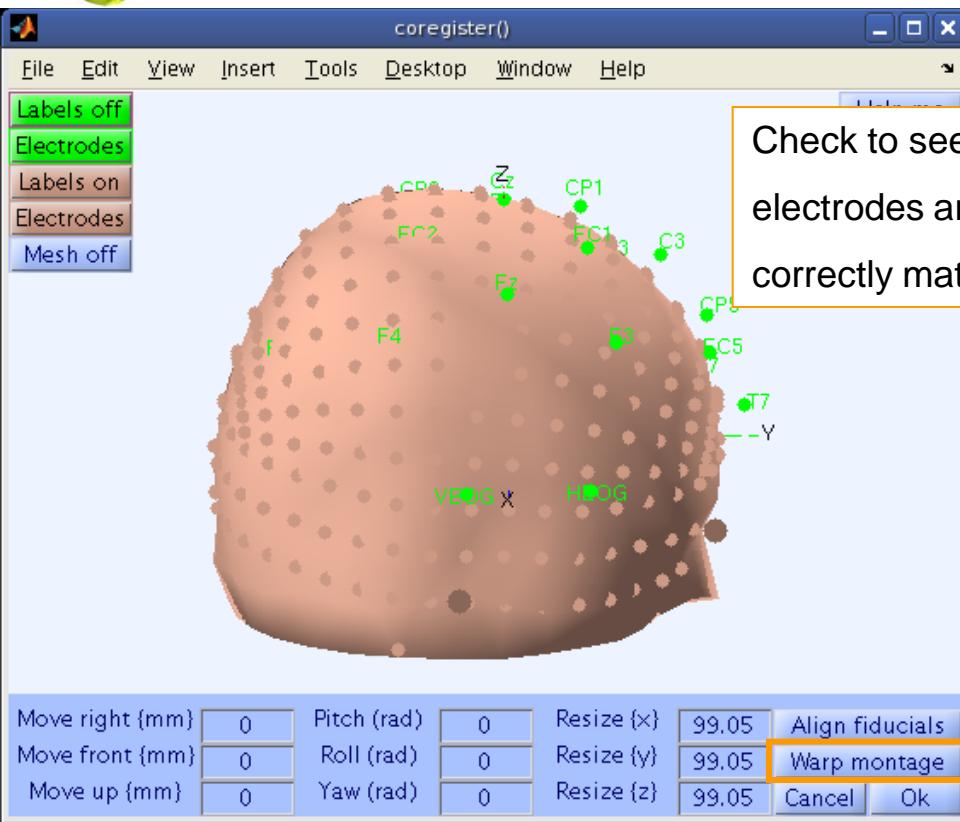 coregister()
File Edit View Insert Tools Desktop Window Help
Labels off
Electrodes
Labels on
Electrodes
Mesh off
Check to see
electrodes
correctly
Z
Cz
CP1
FC1
C3
FC2
Fz
F4
F3
FC5
T7
Y
VEOG X HEOG
Move right {mm} 0 Pitch (rad) 0 Resize {x} 99.05 Align fiducials
Move front {mm} 0 Roll (rad) 0 Resize {y} 99.05 Warp montage
Move up {mm} 0 Yaw (rad) 0 Resize {z} 99.05 Cancel Ok